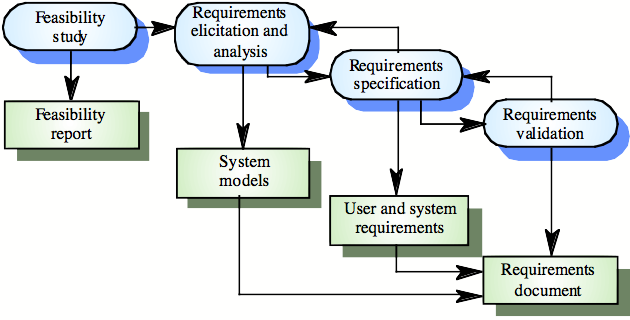 Feasibility
study
Requirements
elicitation and
analysis
Requirements
specification
Requirements
validation
Feasibility
report
System
models
User and system
requirements
Requirements
document